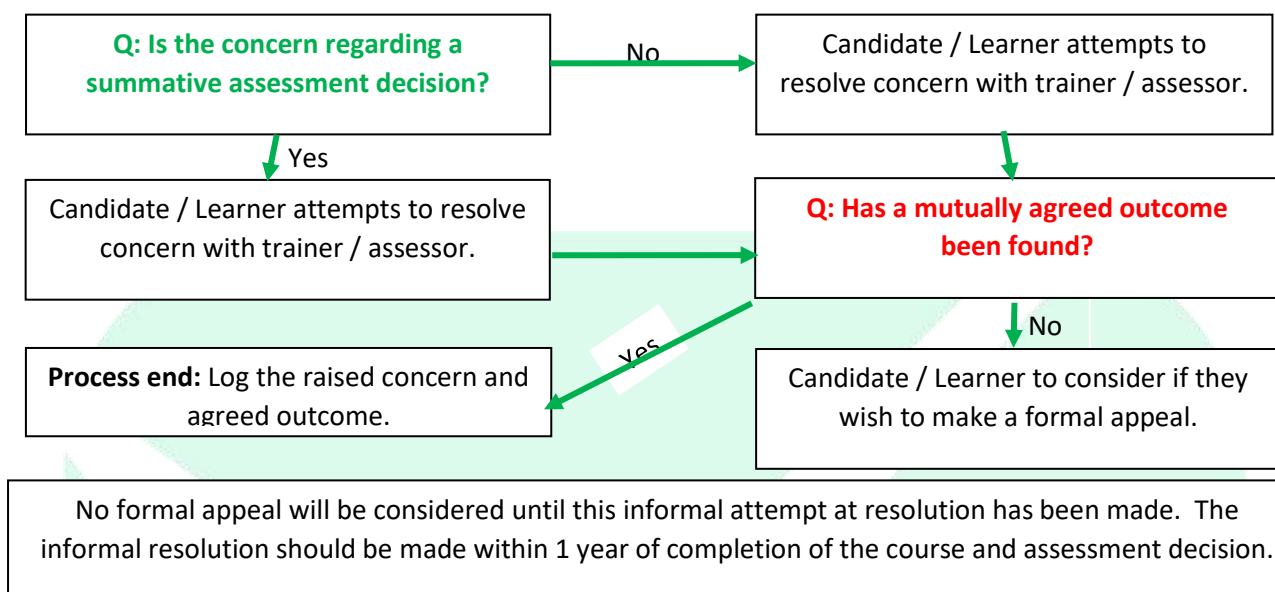 Q: Is the concern regarding a
summative assessment decision?
No
Candidate / Learner attempts to
resolve concern with trainer / assessor.
Yes
Candidate / Learner attempts to resolve
concern with trainer / assessor.
Q: Has a mutually agreed outcome
been found?
Yes
No
Process end: Log the raised concern and
agreed outcome.
Candidate / Learner to consider if they
wish to make a formal appeal.
No formal appeal will be considered until this informal attempt at resolution has been made. The
informal resolution should be made within 1 year of completion of the course and assessment decision.